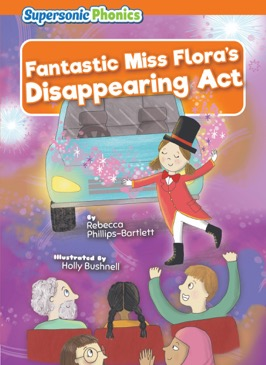 Supersonic Phonics
Fantastic Miss Flora's
Disappearing Act
By
Rebecca
Phillips-Bartlett
Illustrated By
Holly Bushnell